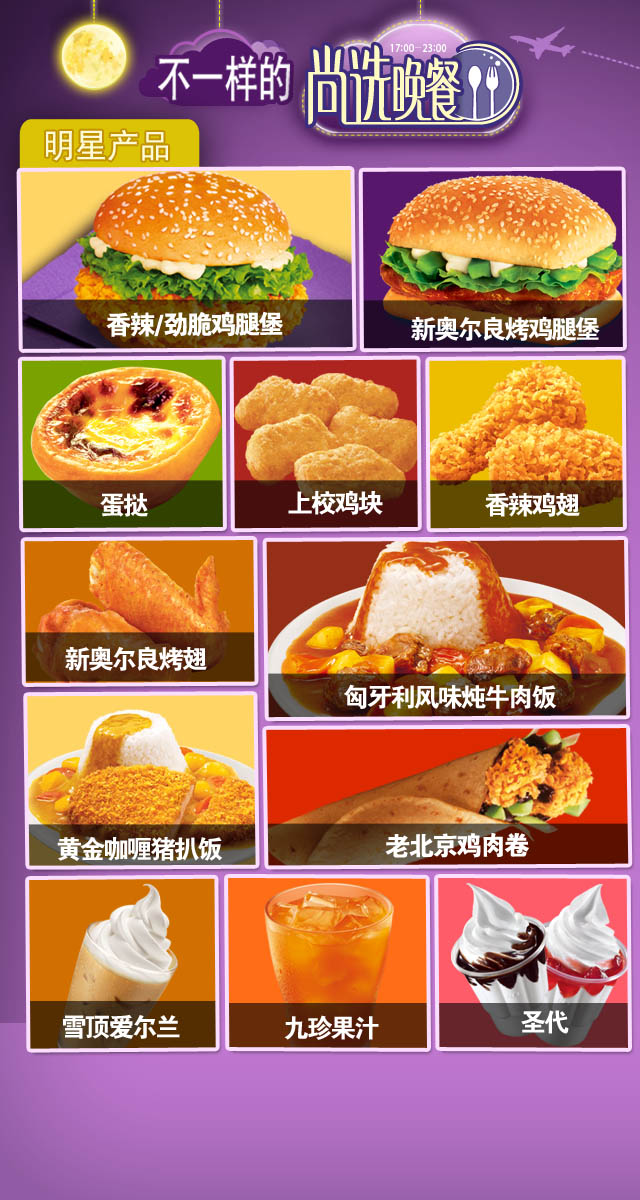 不一样的
尚选晚餐
17:00-23:00
明星产品
香辣/劲脆鸡腿堡
新奥尔良烤鸡腿堡
蛋挞
上校鸡块
香辣鸡翅
新奥尔良烤翅
匈牙利风味炖牛肉饭
黄金咖喱猪扒饭
老北京鸡肉卷
雪顶爱尔兰
九珍果汁
圣代